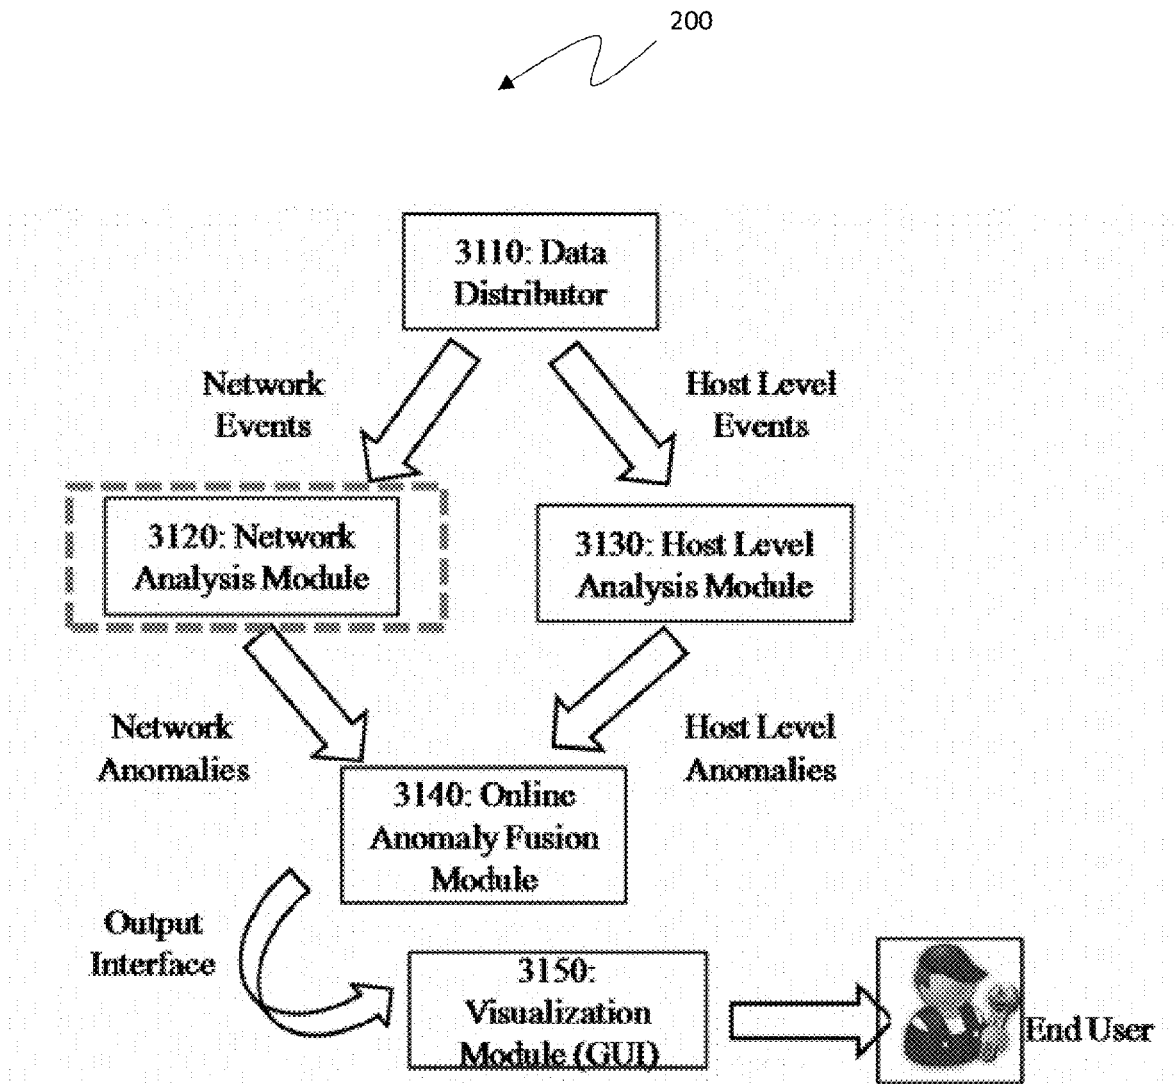 200
3110: Data
Distributor
Network
Events
Host Level
Events
3120: Network
Analysis Module
3130: Host Level
Analysis Module
Network
Anomalies
Host Level
Anomalies
3140: Online
Anomaly Fusion
Module
Output
Interface
3150:
Visualization
Module (GUI)
End User